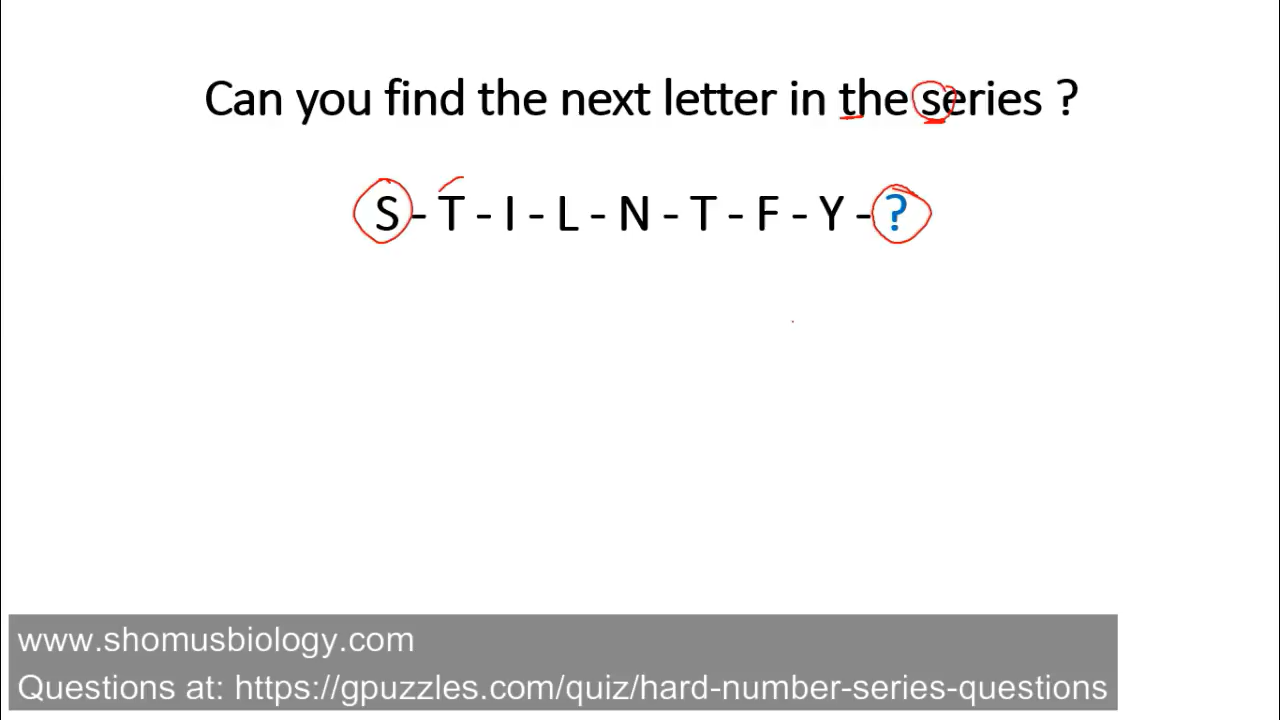 Can you find the next letter in the series ?
S - T - I - L - N - T - F - Y - ?
www.shomusbiology.com
Questions at: https://gpuzzles.com/quiz/hard-number-series-questions